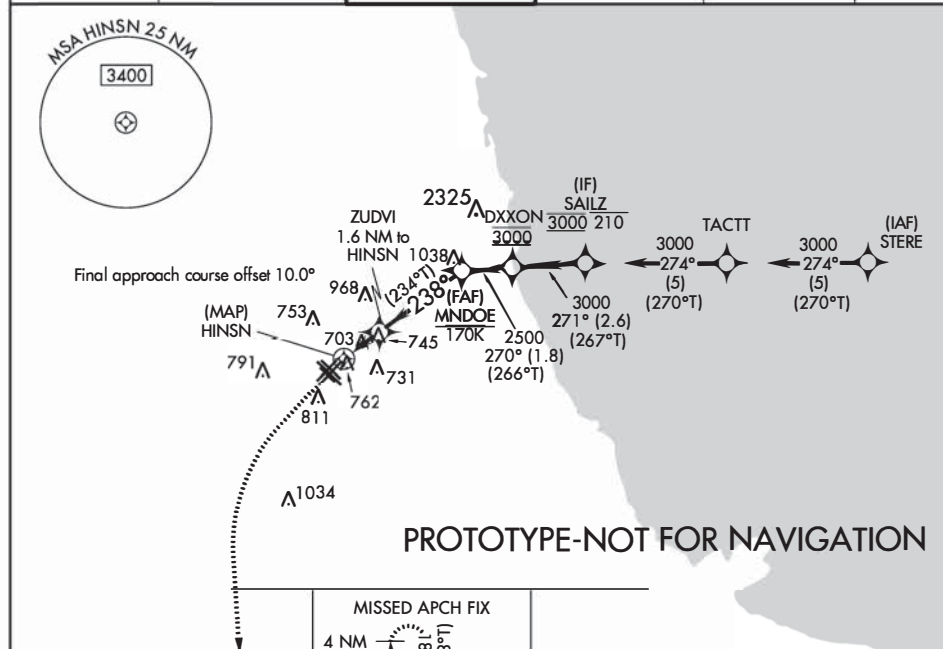 MSA HINSN 25 NM
3400
(IF)
SAILZ
3000 210
2325
DXXON
3000
TACTT
(IAF)
STERE
ZUDVI
1.6 NM to
HINSN
1038
3000
274°
(5)
(270°T)
3000
274°
(5)
(270°T)
Final approach course offset 10.0°
968
(234°T)
238°
(FAF)
MNDOE
170K
3000
271° (2.6)
(267°T)
(MAP)
HINSN
753
703
745
2500
270° (1.8)
(266°T)
791
731
762
811
1034
PROTOTYPE-NOT FOR NAVIGATION
MISSED APCH FIX
4 NM